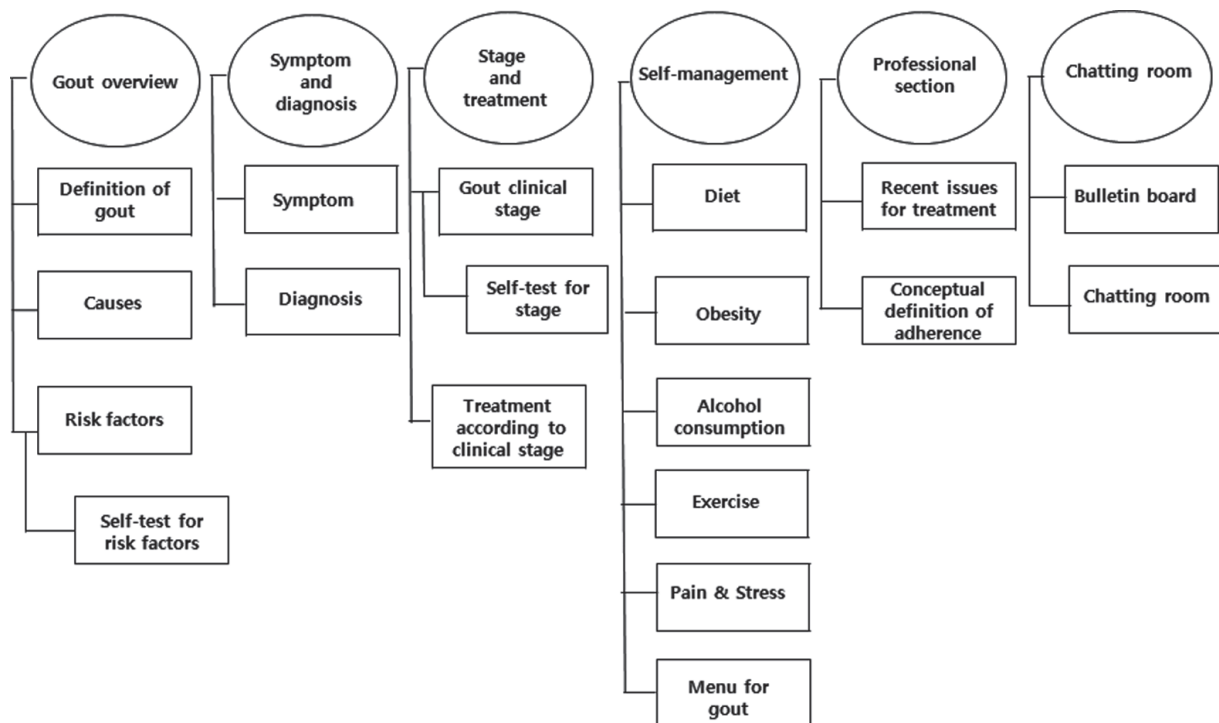 Gout overview
Definition of
gout
Causes
Risk factors
Self-test for
risk factors
Symptom
and
diagnosis
Symptom
Diagnosis
Stage
and
treatment
Gout clinical
stage
Self-test for
stage
Treatment
according to
clinical stage
Self-management
Diet
Obesity
Alcohol
consumption
Exercise
Pain & Stress
Menu for
gout
Professional
section
Recent issues
for treatment
Conceptual
definition of
adherence
Chatting room
Bulletin board
Chatting room